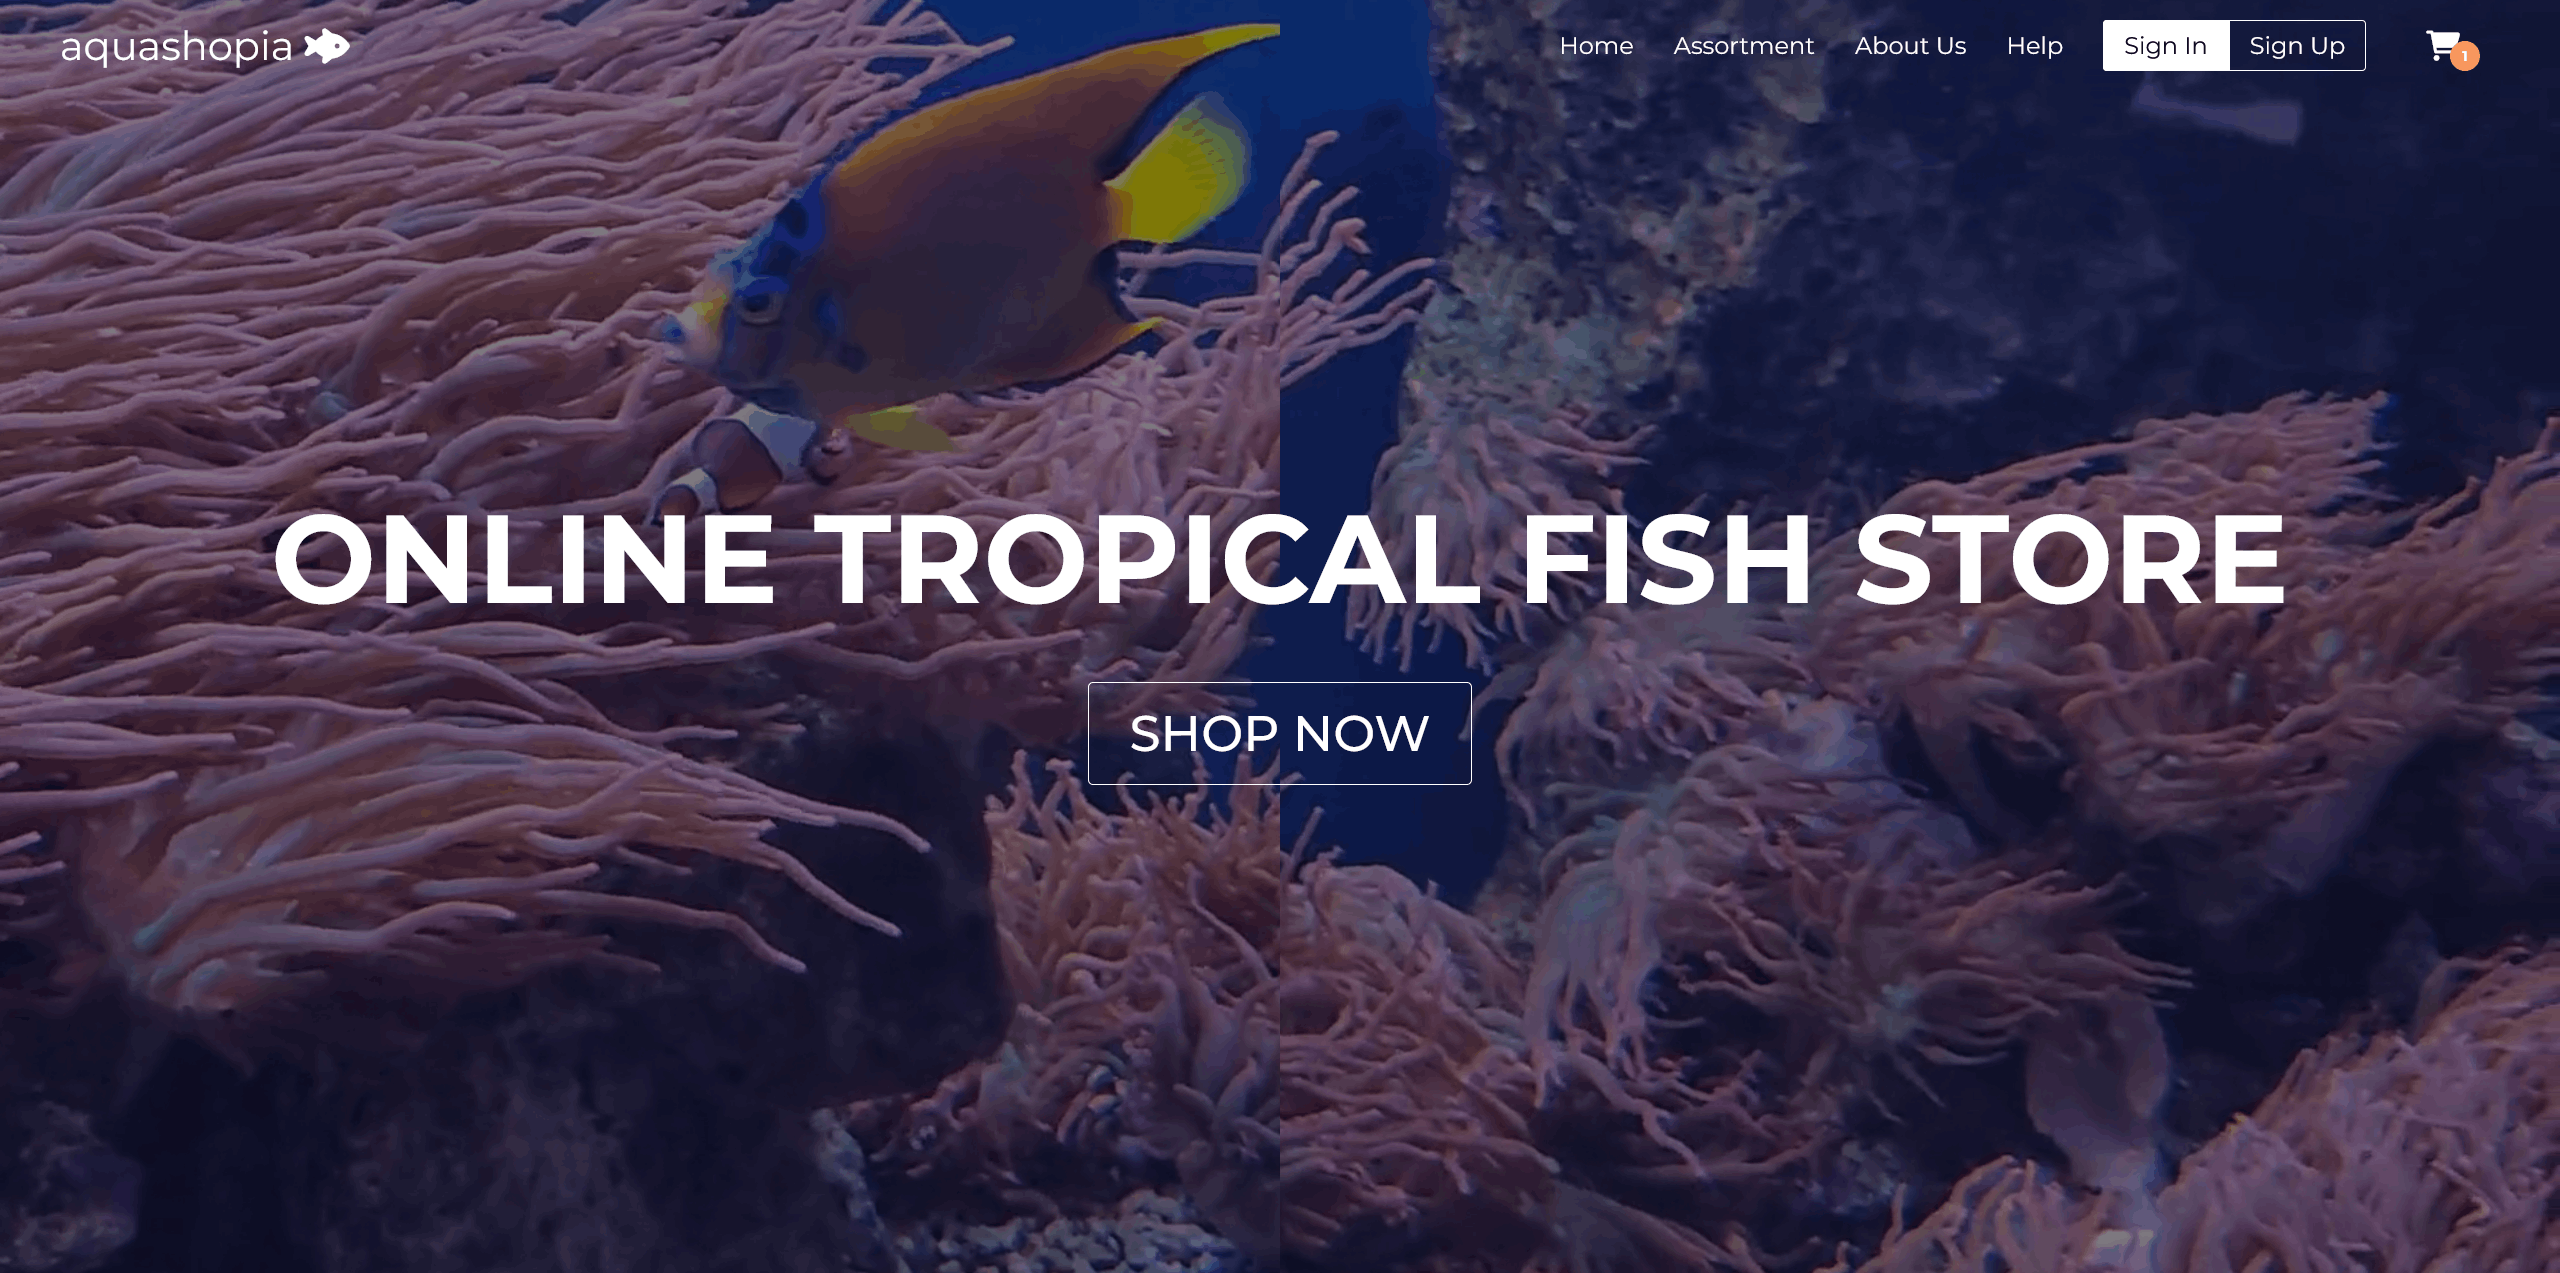 aquashopia
Home Assortment About Us Help Sign In Sign Up
1
ONLINE TROPICAL FISH STORE
SHOP NOW